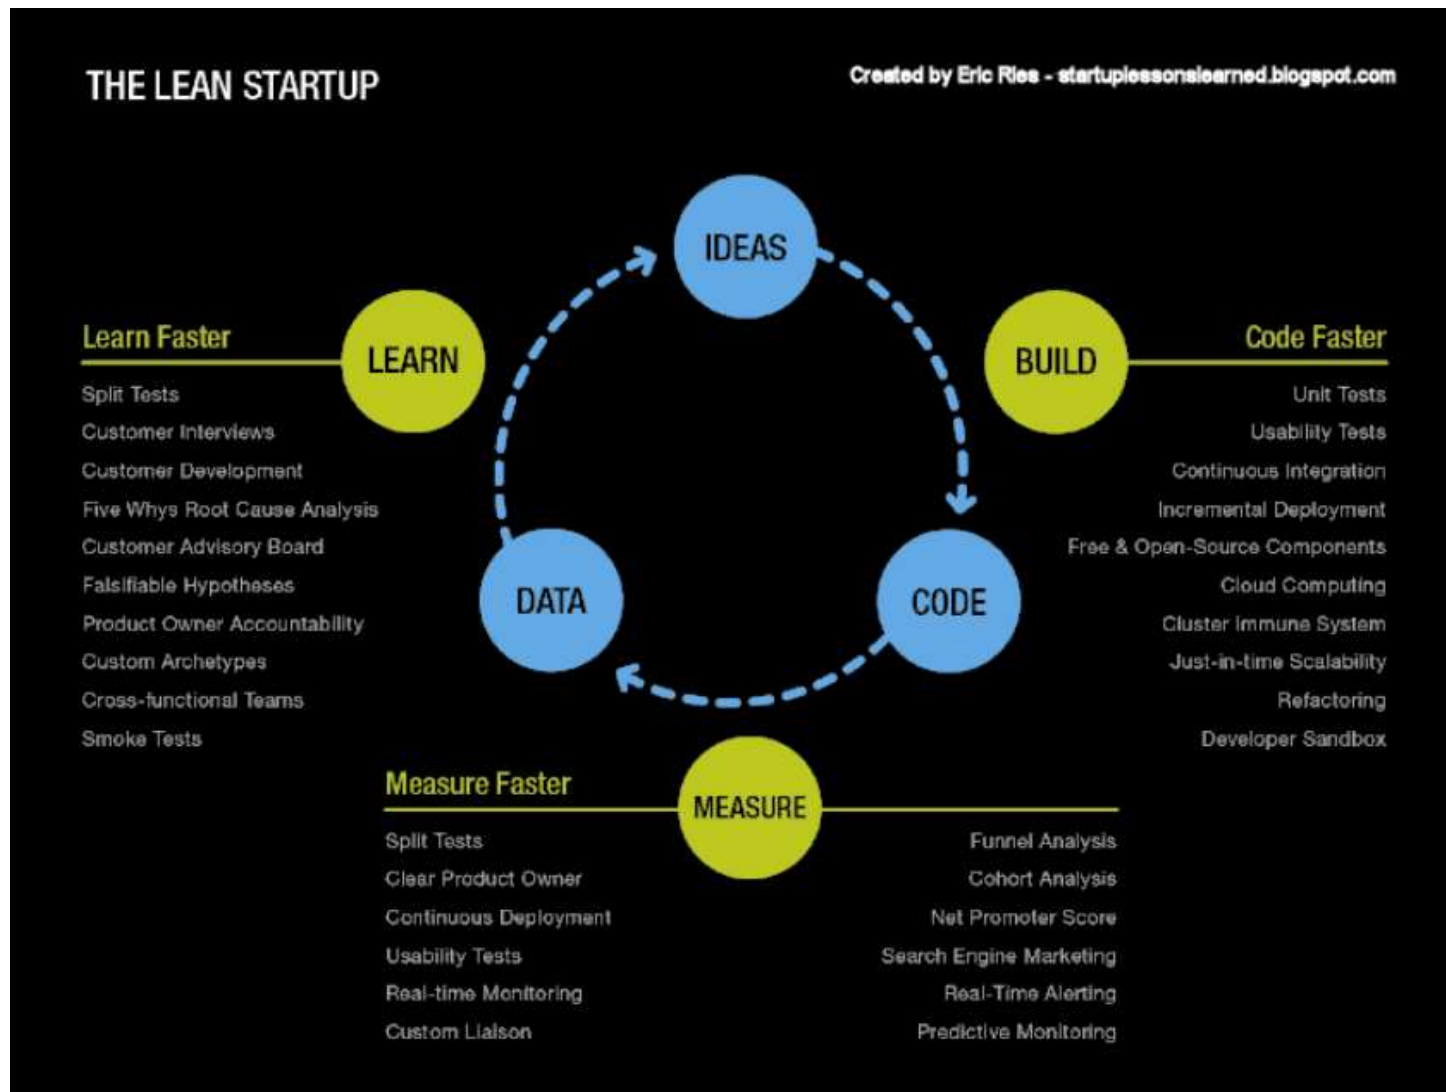 THE LEAN STARTUP
Created by Eric Ries - startuplessonslearned.blogspot.com
IDEAS
LEARN
BUILD
DATA
CODE
MEASURE
Learn Faster
Split Tests
Customer Interviews
Customer Development
Five Whys Root Cause Analysis
Customer Advisory Board
Falsifiable Hypotheses
Product Owner Accountability
Custom Archetypes
Cross-functional Teams
Smoke Tests
Code Faster
Unit Tests
Usability Tests
Continuous Integration
Incremental Deployment
Free & Open-Source Components
Cloud Computing
Cluster Immune System
Just-in-time Scalability
Refactoring
Developer Sandbox
Measure Faster
Split Tests
Clear Product Owner
Continuous Deployment
Usability Tests
Real-time Monitoring
Custom Liaison
Funnel Analysis
Cohort Analysis
Net Promoter Score
Search Engine Marketing
Real-Time Alerting
Predictive Monitoring